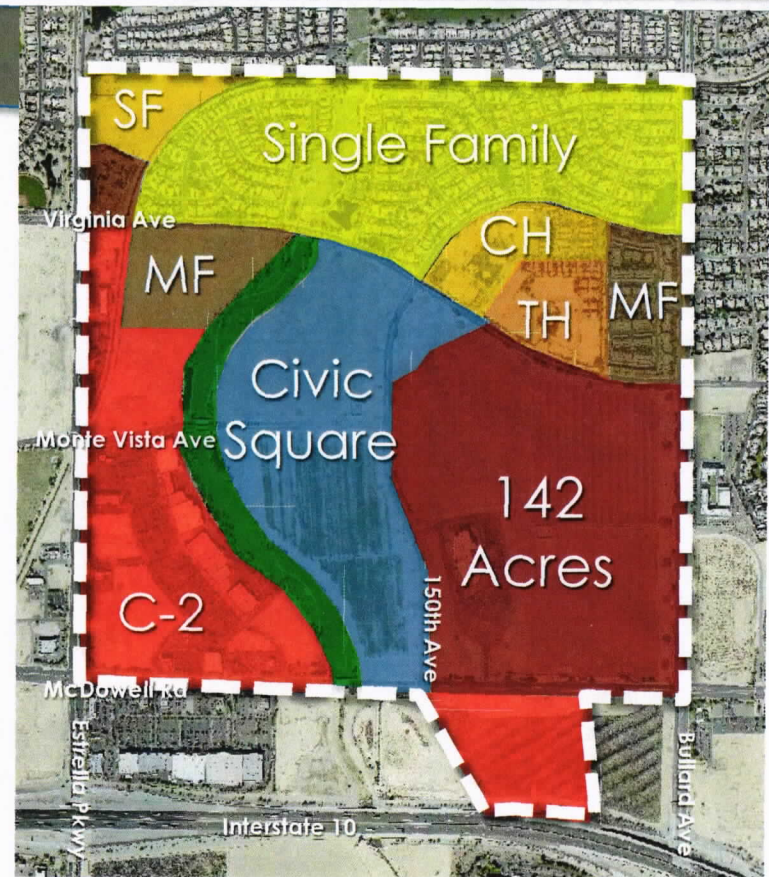 SF
Single Family
Virginia Ave
CH
MF
MF
TH
Civic
Square
Monte Vista Ave
142
Acres
C-2
150th Ave
McDowell Rd
Estrella Pkwy
Bullard Ave
Interstate 10